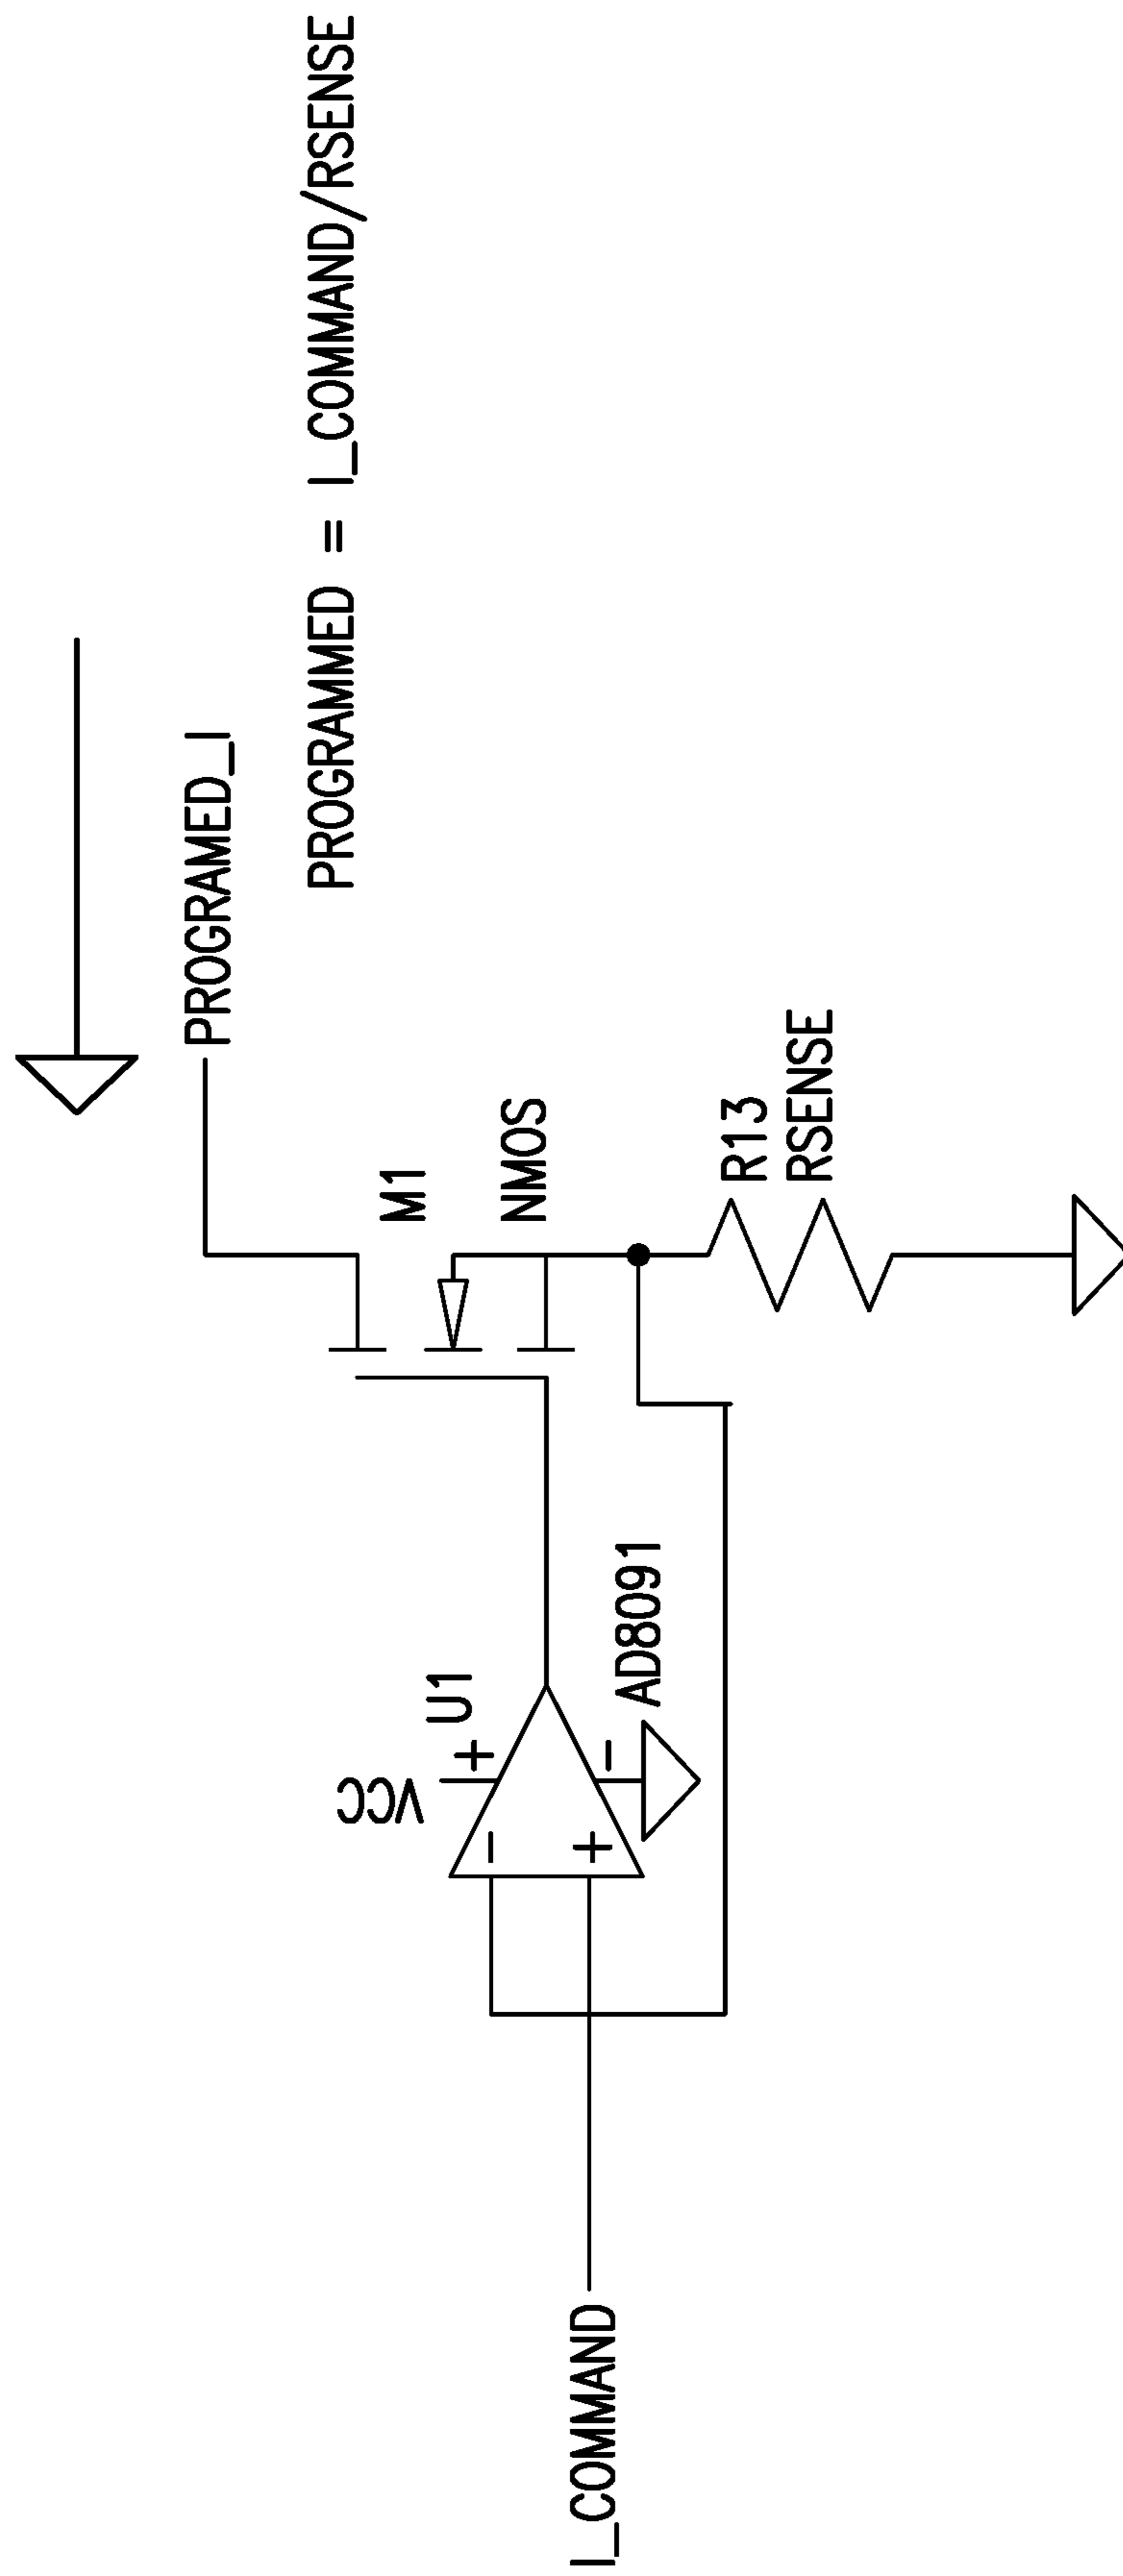 PROGRAMED_I
PROGRAMMED = I_COMMAND/RSENSE
M1
NMOS
VCC
U1
+
-
-
+
AD8091
R13
RSENSE
I_COMMAND